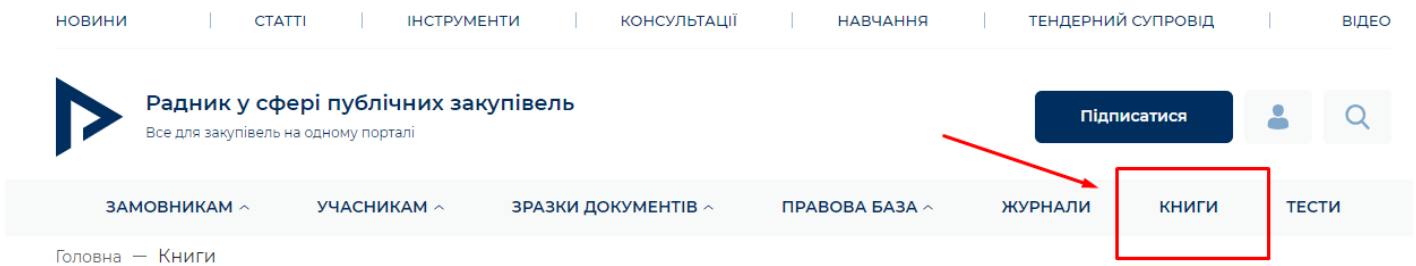 НОВИНИ | СТАТТІ | ІНСТРУМЕНТИ | КОНСУЛЬТАЦІЇ | НАВЧАННЯ | ТЕНДЕРНИЙ СУПРОВІД | ВІДЕО
Радник у сфері публічних закупівель
Все для закупівель на одному порталі
Підписатися
ЗАМОВНИКАМ УЧАСНИКАМ ЗРАЗКИ ДОКУМЕНТІВ ПРАВОВА БАЗА ЖУРНАЛИ КНИГИ ТЕСТИ
Головна — Книги